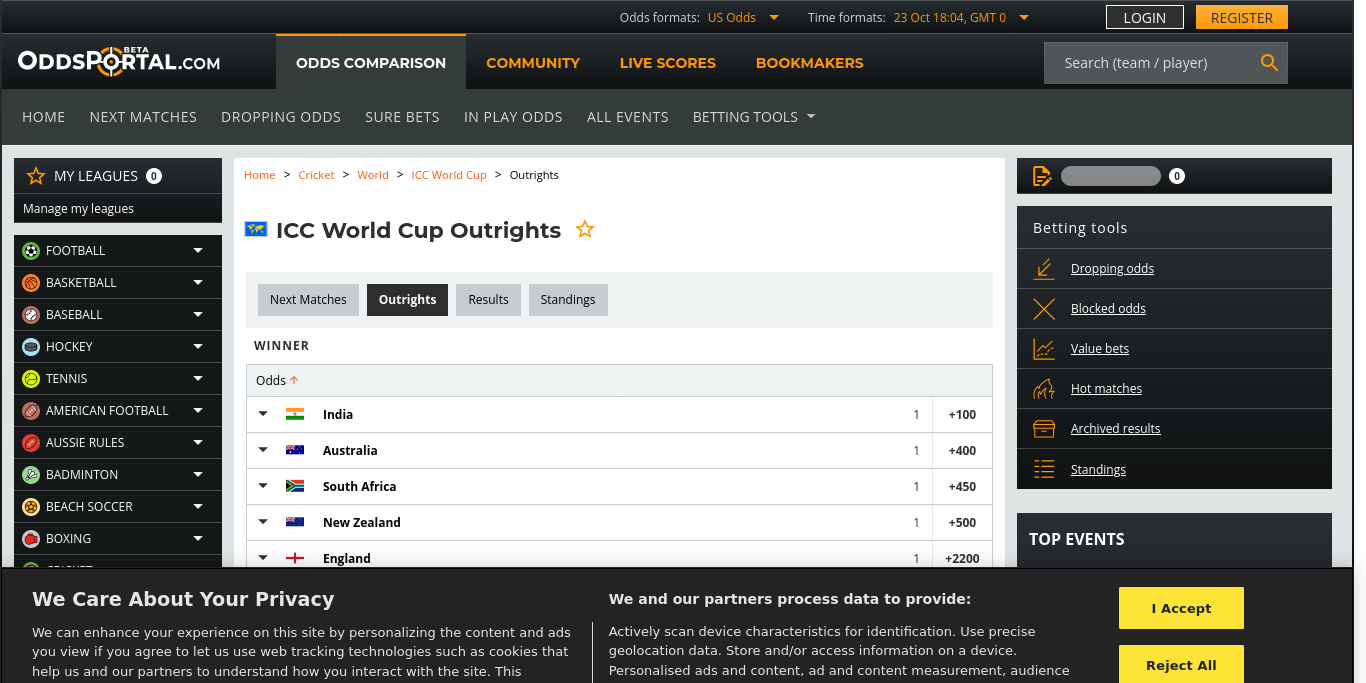 Odds formats: US Odds
Time formats: 23 Oct 18:04, GMT 0
LOGIN
REGISTER
ODDSPORTAL.COM
BETA
ODDS COMPARISON
COMMUNITY
LIVE SCORES
BOOKMAKERS
Search (team / player)
HOME
NEXT MATCHES
DROPPING ODDS
SURE BETS
IN PLAY ODDS
ALL EVENTS
BETTING TOOLS
MY LEAGUES 0
Manage my leagues
FOOTBALL
BASKETBALL
BASEBALL
HOCKEY
TENNIS
AMERICAN FOOTBALL
AUSSIE RULES
BADMINTON
BEACH SOCCER
BOXING
Home > Cricket > World > ICC World Cup > Outrights
ICC World Cup Outrights
Next Matches
Outrights
Results
Standings
WINNER
Odds
India 1 +100
Australia 1 +400
South Africa 1 +450
New Zealand 1 +500
England 1 +2200
0
Betting tools
Dropping odds
Blocked odds
Value bets
Hot matches
Archived results
Standings
TOP EVENTS
We Care About Your Privacy
We can enhance your experience on this site by personalizing the content and ads
you view if you agree to let us use web tracking technologies such as cookies that
help us and our partners to understand how you interact with the site. This
We and our partners process data to provide:
Actively scan device characteristics for identification. Use precise
geolocation data. Store and/or access information on a device.
Personalised ads and content, ad and content measurement, audience
I Accept
Reject All